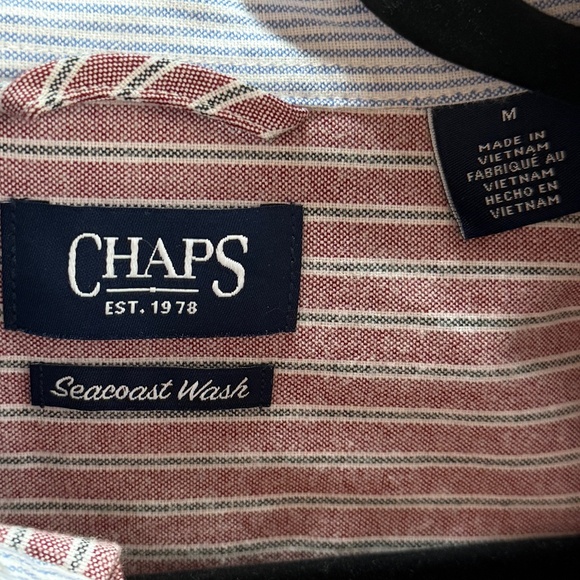 M
MADE IN
VIETNAM
FABRIQUÉ AU
VIETNAM
HECHO EN
VIETNAM
CHAPS
EST. 1978
Seacoast Wash